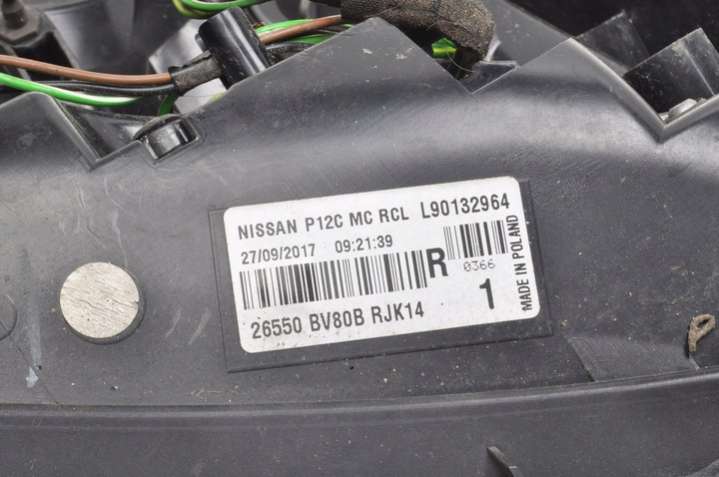 NISSAN P12C MC RCL L90132964
27/09/2017 09:21:39
R
0366
26550 BV80B RJK14
1
MADE IN POLAND